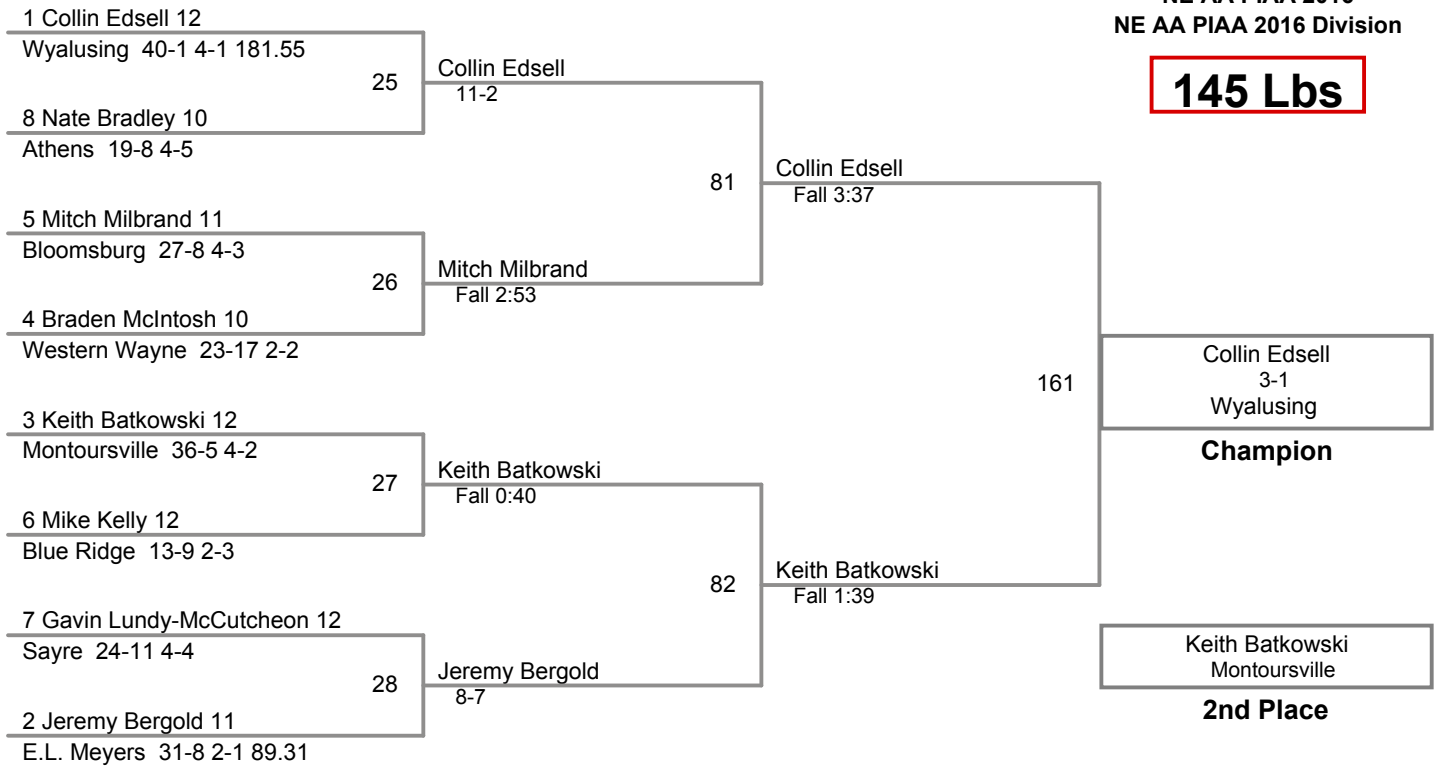 NE AA PIAA 2016
NE AA PIAA 2016 Division
145 Lbs
1 Collin Edsell 12
Wyalusing 40-1 4-1 181.55
25
Collin Edsell
11-2
8 Nate Bradley 10
Athens 19-8 4-5
81
Collin Edsell
Fall 3:37
5 Mitch Milbrand 11
Bloomsburg 27-8 4-3
26
Mitch Milbrand
Fall 2:53
4 Braden McIntosh 10
Western Wayne 23-17 2-2
161
Collin Edsell
3-1
Wyalusing
Champion
3 Keith Batkowski 12
Montoursville 36-5 4-2
27
Keith Batkowski
Fall 0:40
6 Mike Kelly 12
Blue Ridge 13-9 2-3
82
Keith Batkowski
Fall 1:39
7 Gavin Lundy-McCutcheon 12
Sayre 24-11 4-4
28
Jeremy Bergold
8-7
2 Jeremy Bergold 11
E.L. Meyers 31-8 2-1 89.31
Keith Batkowski
Montoursville
2nd Place